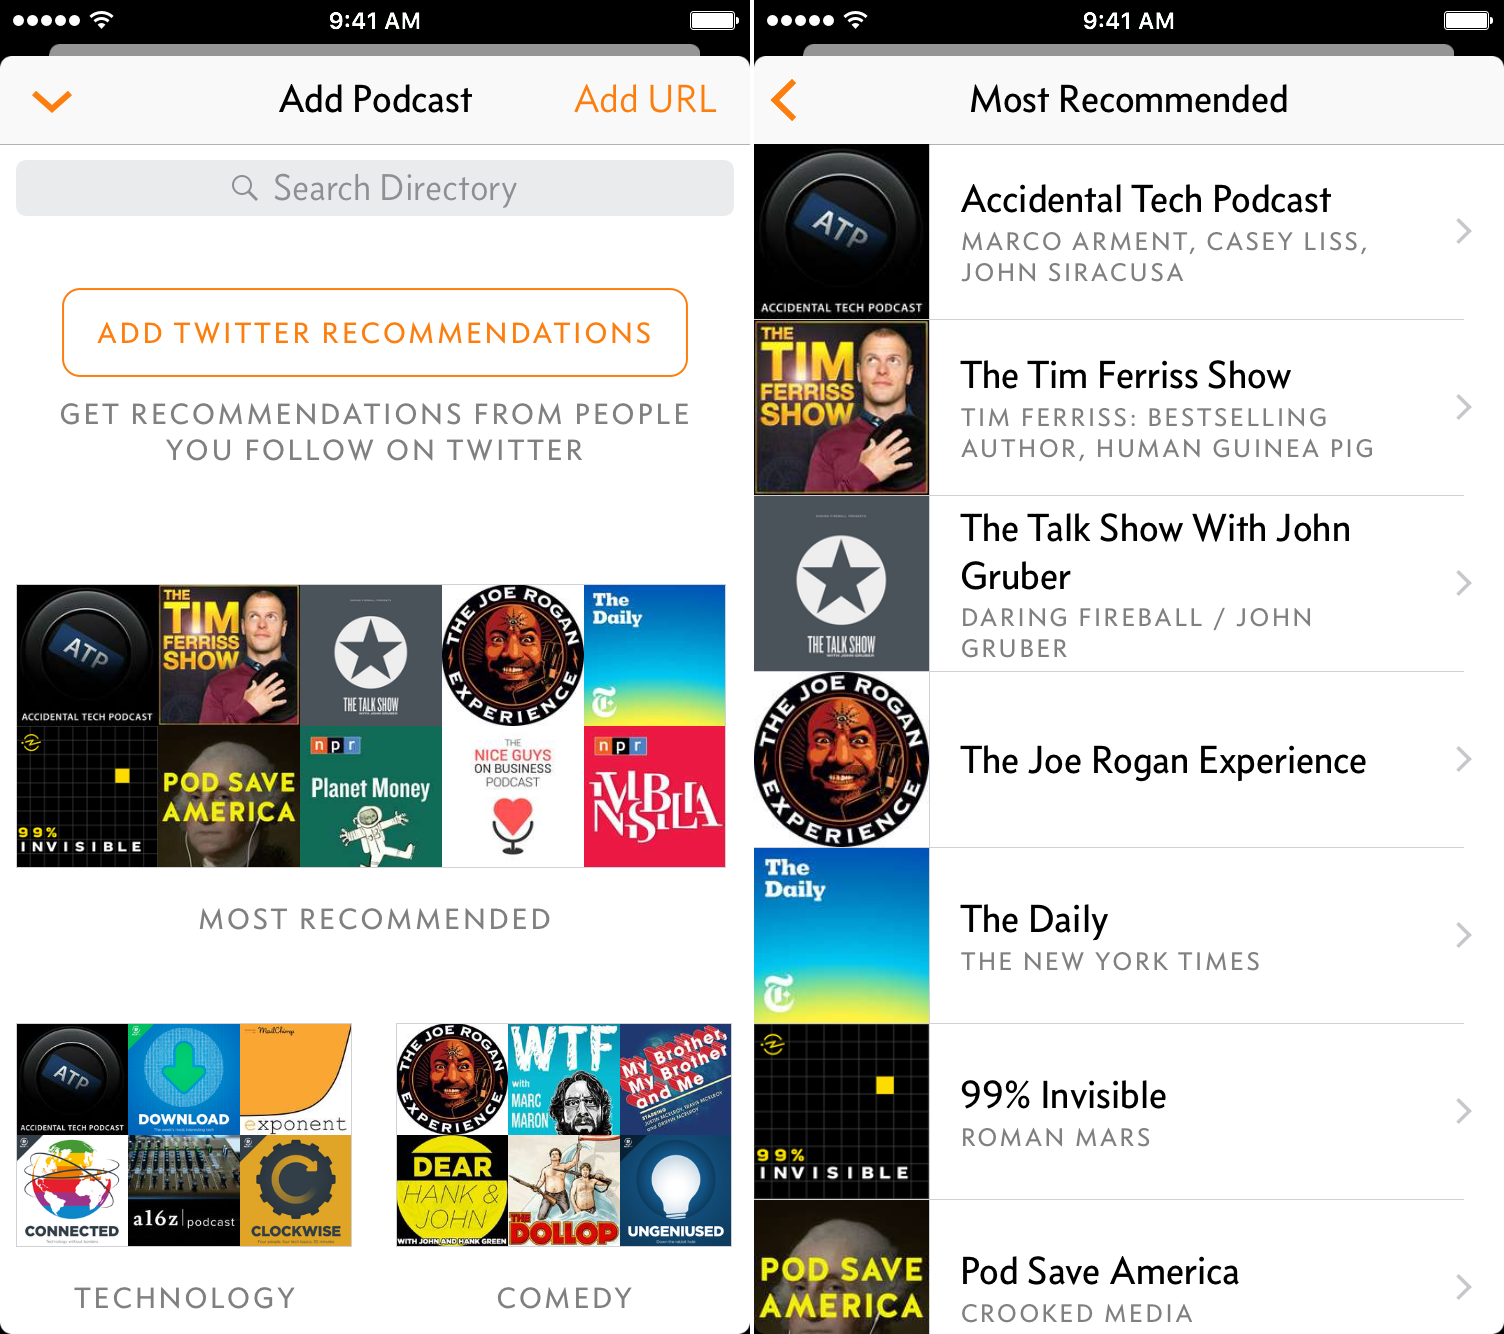 9:41 AM
Add Podcast
Add URL
Search Directory
ADD TWITTER RECOMMENDATIONS
GET RECOMMENDATIONS FROM PEOPLE
YOU FOLLOW ON TWITTER
ATP
ACCIDENTAL TECH PODCAST
THE
TIM
FERRISS
SHOW
THE TALK SHOW
WITH JOHN GRUBER
THE JOE ROGAN
EXPERIENCE
The
Daily
T
99%
INVISIBLE
POD SAVE
AMERICA
npr
Planet Money
THE
NICE GUYS
ON BUSINESS
PODCAST
npr
INVISIBILIA
MOST RECOMMENDED
ATP
ACCIDENTAL TECH PODCAST
DOWNLOAD
MailChimp
exponent
CONNECTED
a16z podcast
CLOCKWISE
TECHNOLOGY
THE JOE ROGAN
EXPERIENCE
WTF
with
MARC
MARON
My Brother,
My Brother
and Me
DEAR
HANK &
JOHN
WITH JOHN AND HANK GREEN
THE
DOLLOP
UNGENIUSED
COMEDY
9:41 AM
Most Recommended
ATP
ACCIDENTAL TECH PODCAST
Accidental Tech Podcast
MARCO ARMENT, CASEY LISS,
JOHN SIRACUSA
THE
TIM
FERRISS
SHOW
The Tim Ferriss Show
TIM FERRISS: BESTSELLING
AUTHOR, HUMAN GUINEA PIG
THE TALK SHOW
WITH JOHN GRUBER
The Talk Show With John
Gruber
DARING FIREBALL / JOHN
GRUBER
THE JOE ROGAN
EXPERIENCE
The Joe Rogan Experience
The
Daily
T
The Daily
THE NEW YORK TIMES
99%
INVISIBLE
99% Invisible
ROMAN MARS
POD SAVE
AMERICA
Pod Save America
CROOKED MEDIA